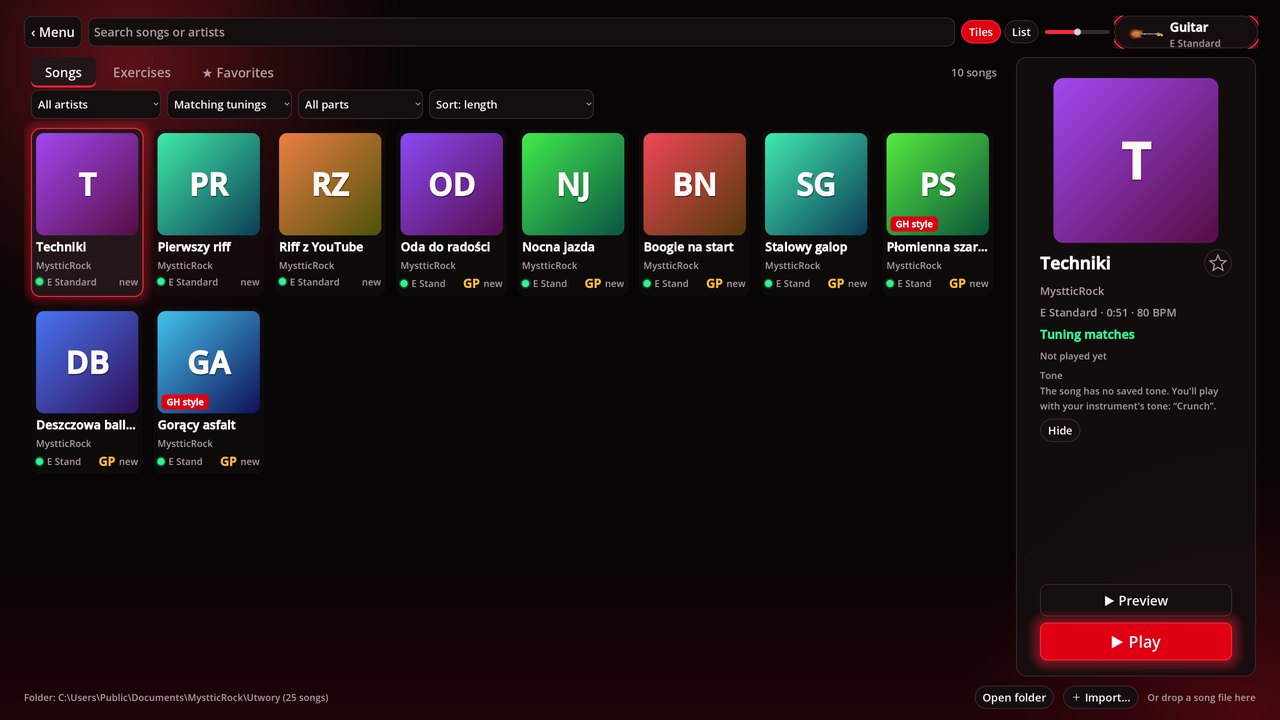 ‹ Menu
Search songs or artists
Tiles
List
Guitar
E Standard
Songs
Exercises
★ Favorites
10 songs
All artists
Matching tunings
All parts
Sort: length
T
Techniki
MystticRock
E Standard new
PR
Pierwszy riff
MystticRock
E Standard new
RZ
Riff z YouTube
MystticRock
E Standard new
OD
Oda do radości
MystticRock
E Stand GP new
NJ
Nocna jazda
MystticRock
E Stand GP new
BN
Boogie na start
MystticRock
E Stand GP new
SG
Stalowy galop
MystticRock
E Stand GP new
PS
GH style
Płomienna szar...
MystticRock
E Stand GP new
DB
Deszczowa ball...
MystticRock
E Stand GP new
GA
GH style
Gorący asfalt
MystticRock
E Stand GP new
T
Techniki
MystticRock
E Standard · 0:51 · 80 BPM
Tuning matches
Not played yet
Tone
The song has no saved tone. You'll play
with your instrument's tone: “Crunch”.
Hide
▶ Preview
▶ Play
Folder: C:\Users\Public\Documents\MystticRock\Utwory (25 songs)
Open folder
+ Import...
Or drop a song file here